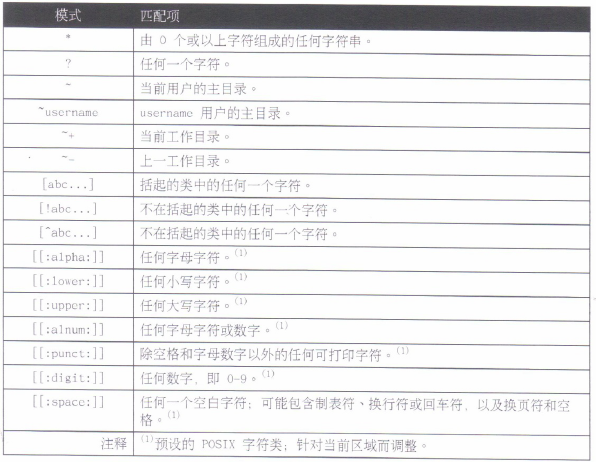 模式 匹配项
* 由 0 个或以上字符组成的任何字符串。
? 任何一个字符。
~ 当前用户的主目录。
~username username 用户的主目录。
~+ 当前工作目录。
~- 上一工作目录。
[abc...] 括起的类中的任何一个字符。
[!abc...] 不在括起的类中的任何一个字符。
[^abc...] 不在括起的类中的任何一个字符。
[[:alpha:]] 任何字母字符。(1)
[[:lower:]] 任何小写字符。(1)
[[:upper:]] 任何大写字符。(1)
[[:alnum:]] 任何字母字符或数字。(1)
[[:punct:]] 除空格和字母数字以外的任何可打印字符。(1)
[[:digit:]] 任何数字，即 0-9。(1)
[[:space:]] 任何一个空白字符；可能包含制表符、换行符或回车符，以及换页符和空
格。(1)
注释 (1)预设的 POSIX 字符类；针对当前区域而调整。